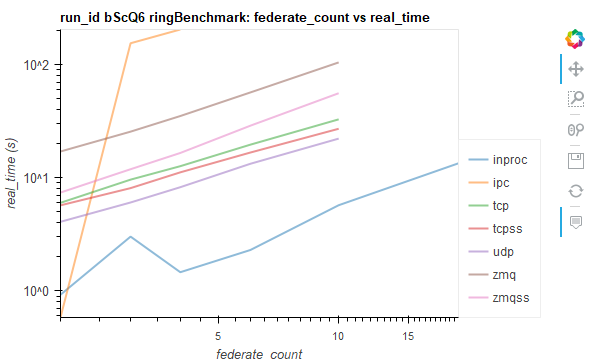 run_id bScQ6 ringBenchmark: federate_count vs real_time
real_time (s)
10^2
10^1
10^0
5
10
15
federate_count
inproc
ipc
tcp
tcpss
udp
zmq
zmqss